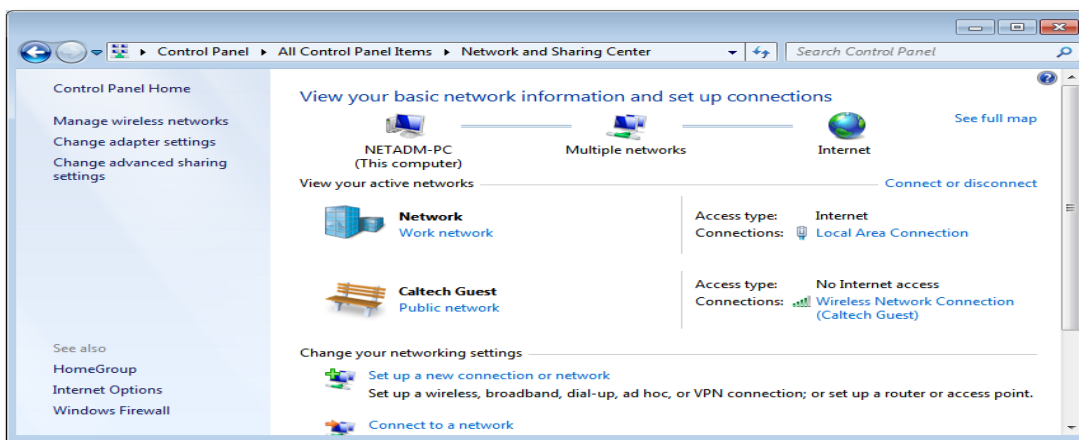 Control Panel ▸ All Control Panel Items ▸ Network and Sharing Center
Search Control Panel
Control Panel Home
Manage wireless networks
Change adapter settings
Change advanced sharing
settings
See also
HomeGroup
Internet Options
Windows Firewall
View your basic network information and set up connections
See full map
NETADM-PC
(This computer)
Multiple networks
Internet
View your active networks
Connect or disconnect
Network
Work network
Access type: Internet
Connections: Local Area Connection
Caltech Guest
Public network
Access type: No Internet access
Connections: Wireless Network Connection
(Caltech Guest)
Change your networking settings
Set up a new connection or network
Set up a wireless, broadband, dial-up, ad hoc, or VPN connection; or set up a router or access point.
Connect to a network